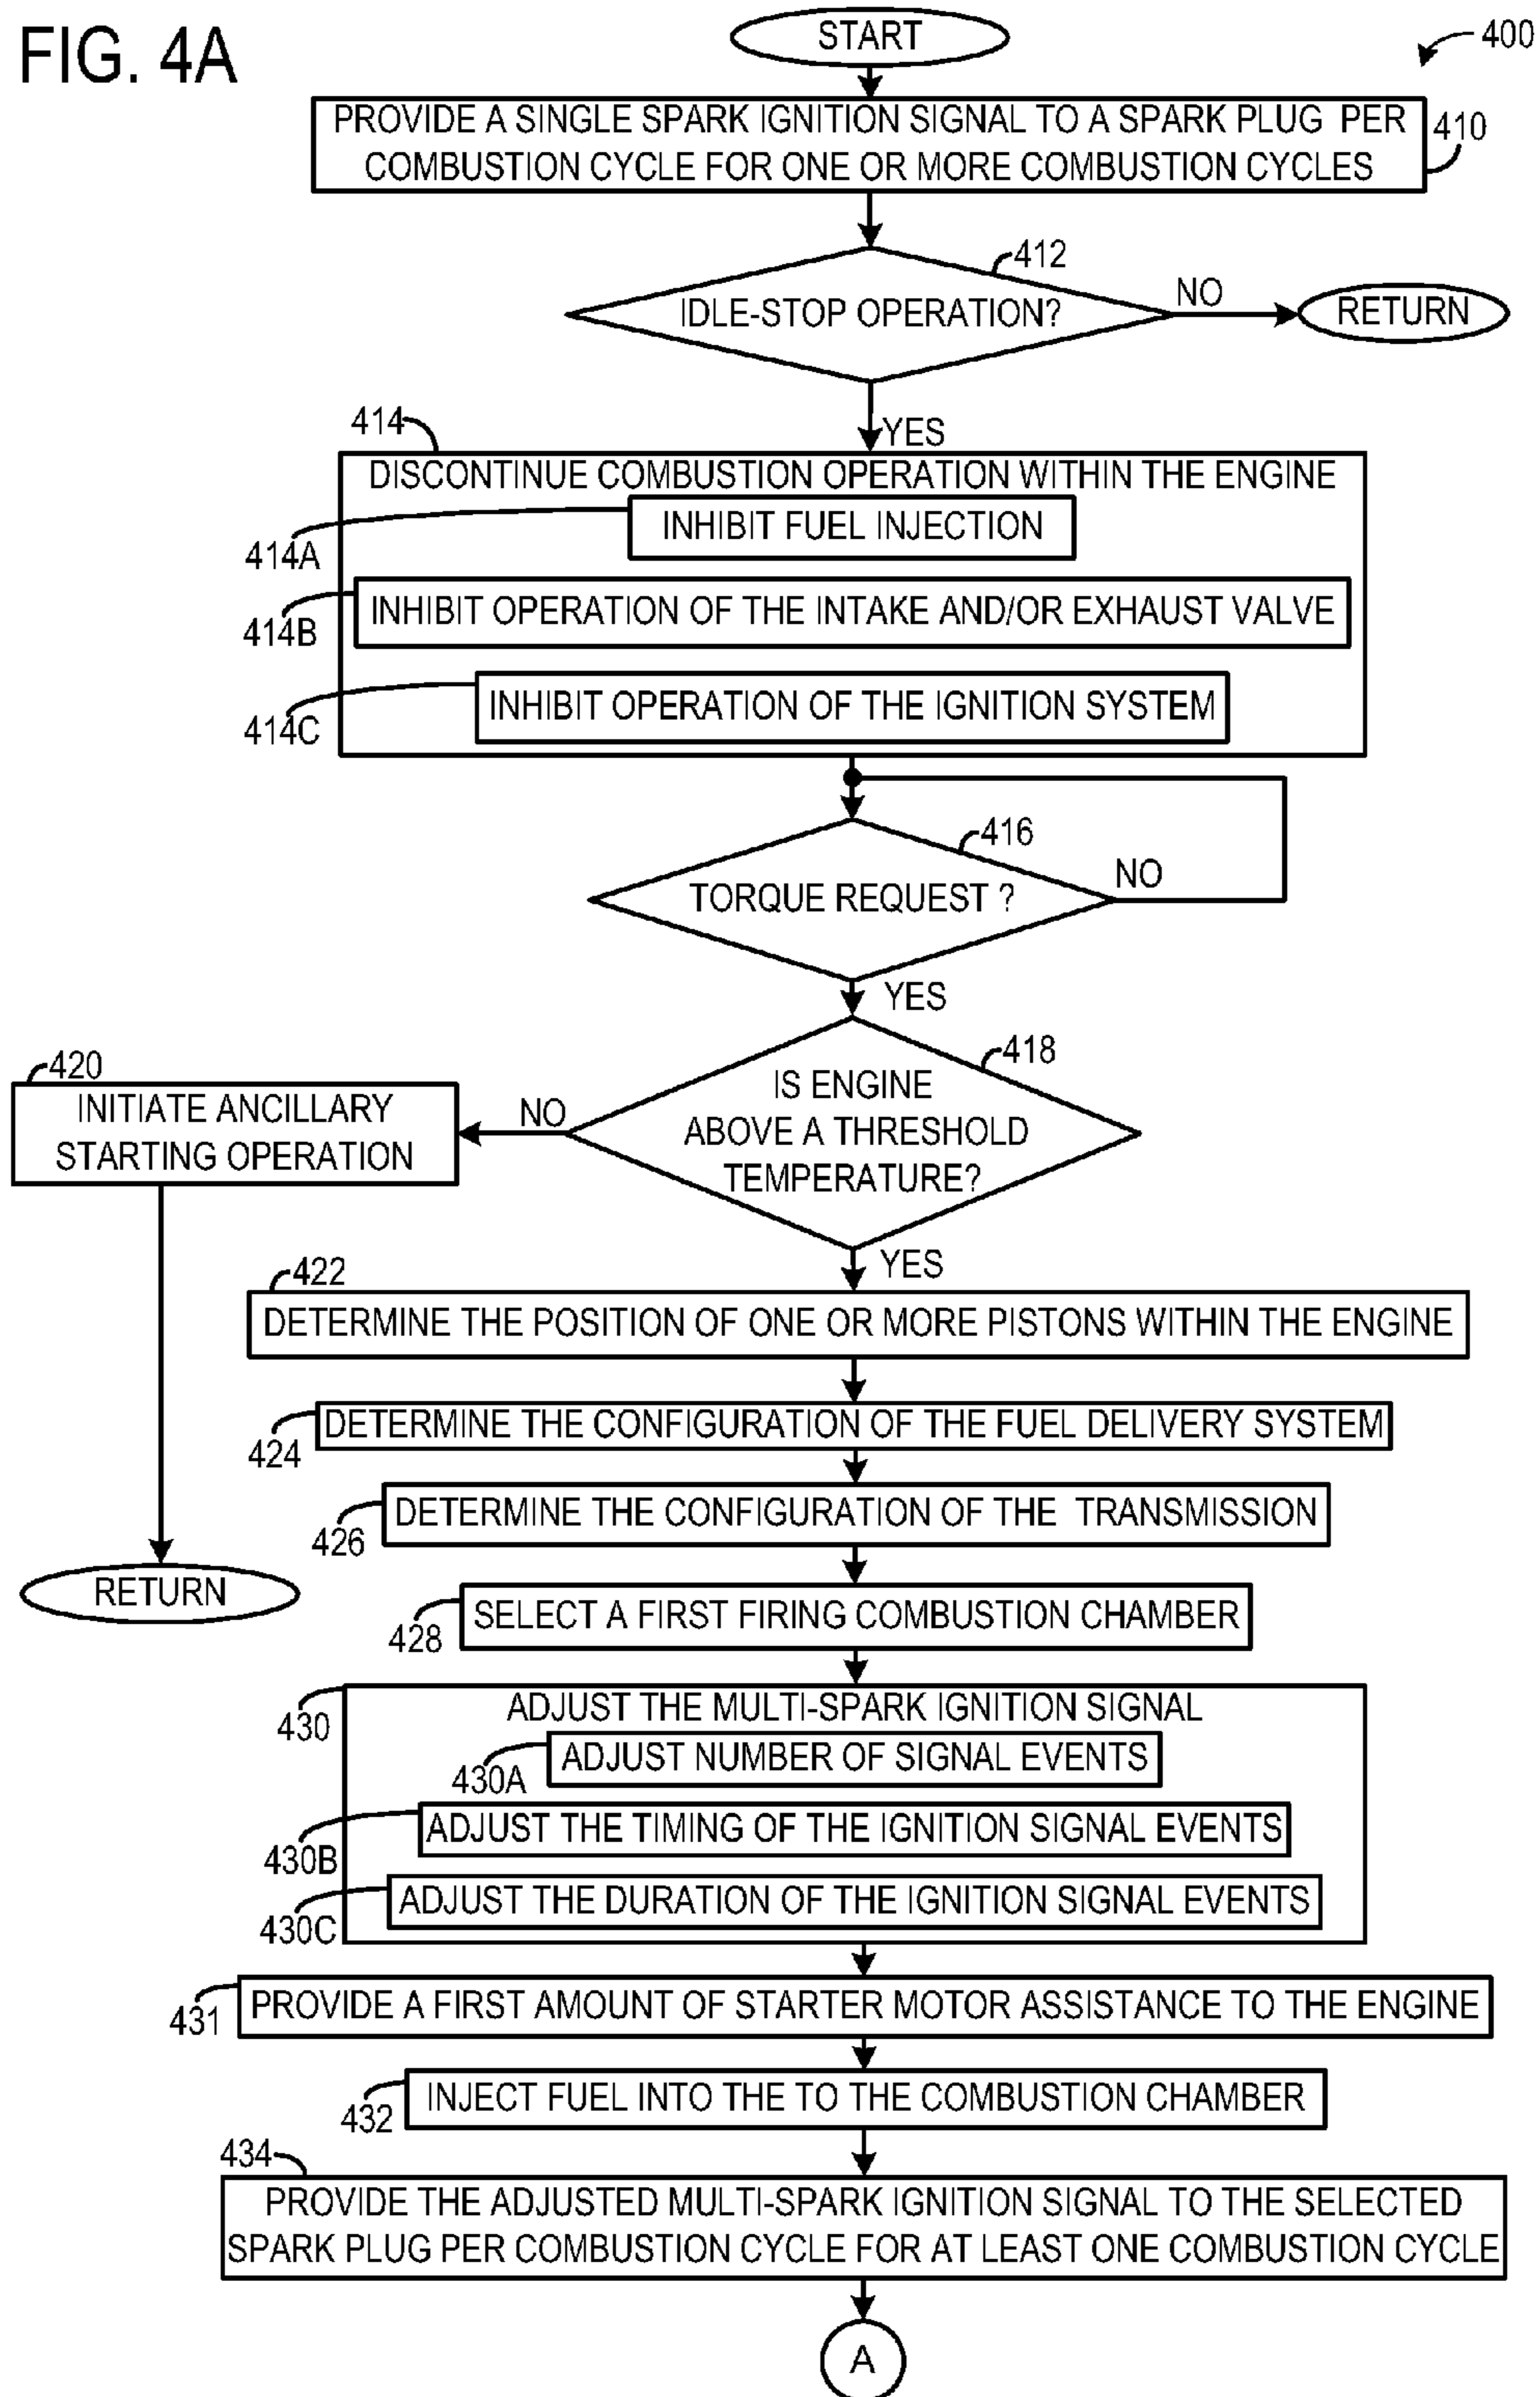 FIG. 4A
START
400
PROVIDE A SINGLE SPARK IGNITION SIGNAL TO A SPARK PLUG PER
COMBUSTION CYCLE FOR ONE OR MORE COMBUSTION CYCLES
410
412
IDLE-STOP OPERATION?
NO
RETURN
YES
414
DISCONTINUE COMBUSTION OPERATION WITHIN THE ENGINE
INHIBIT FUEL INJECTION
414A
INHIBIT OPERATION OF THE INTAKE AND/OR EXHAUST VALVE
414B
INHIBIT OPERATION OF THE IGNITION SYSTEM
414C
416
TORQUE REQUEST ?
NO
YES
418
IS ENGINE
ABOVE A THRESHOLD
TEMPERATURE?
NO
420
INITIATE ANCILLARY
STARTING OPERATION
RETURN
YES
422
DETERMINE THE POSITION OF ONE OR MORE PISTONS WITHIN THE ENGINE
DETERMINE THE CONFIGURATION OF THE FUEL DELIVERY SYSTEM
424
DETERMINE THE CONFIGURATION OF THE TRANSMISSION
426
SELECT A FIRST FIRING COMBUSTION CHAMBER
428
ADJUST THE MULTI-SPARK IGNITION SIGNAL
430
ADJUST NUMBER OF SIGNAL EVENTS
430A
ADJUST THE TIMING OF THE IGNITION SIGNAL EVENTS
430B
ADJUST THE DURATION OF THE IGNITION SIGNAL EVENTS
430C
PROVIDE A FIRST AMOUNT OF STARTER MOTOR ASSISTANCE TO THE ENGINE
431
INJECT FUEL INTO THE TO THE COMBUSTION CHAMBER
432
434
PROVIDE THE ADJUSTED MULTI-SPARK IGNITION SIGNAL TO THE SELECTED
SPARK PLUG PER COMBUSTION CYCLE FOR AT LEAST ONE COMBUSTION CYCLE
A